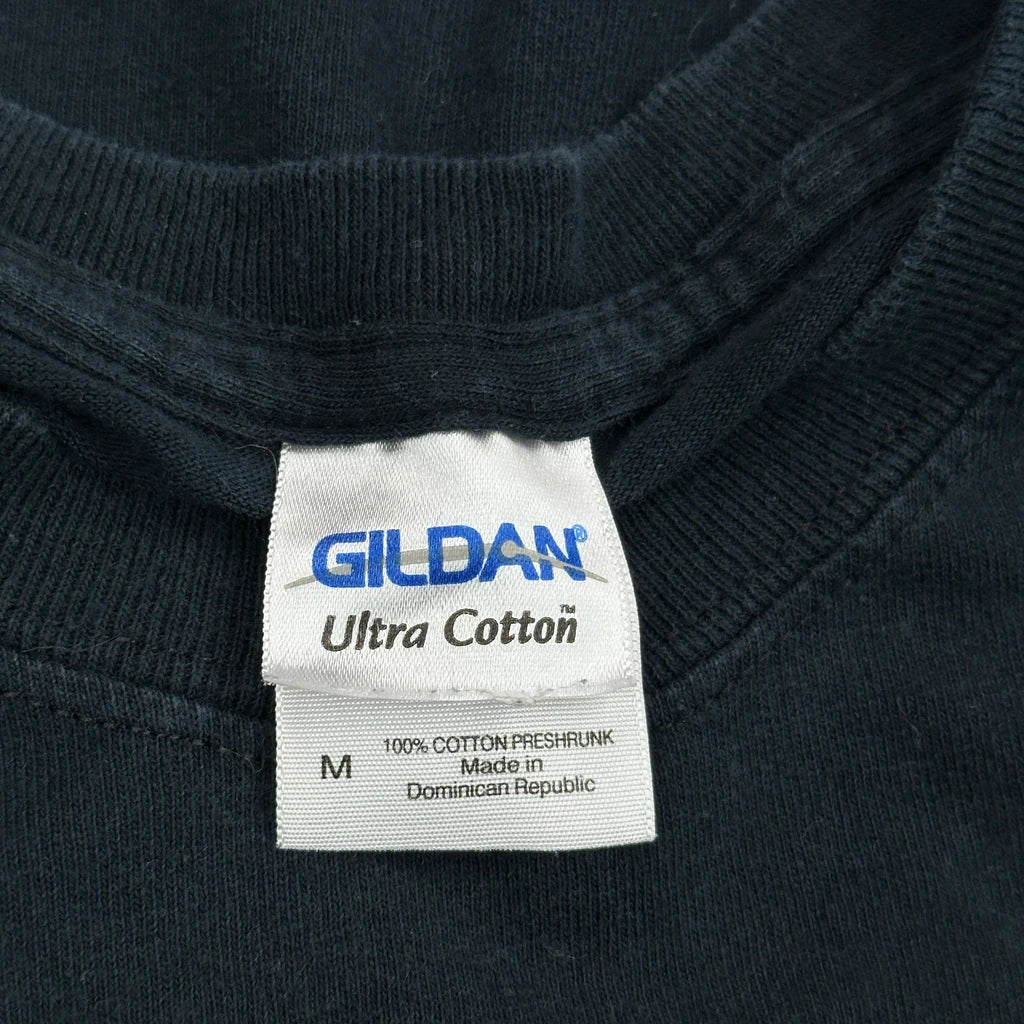 GILDAN®
Ultra Cotton™
M
100% COTTON PRESHRUNK
Made in
Dominican Republic